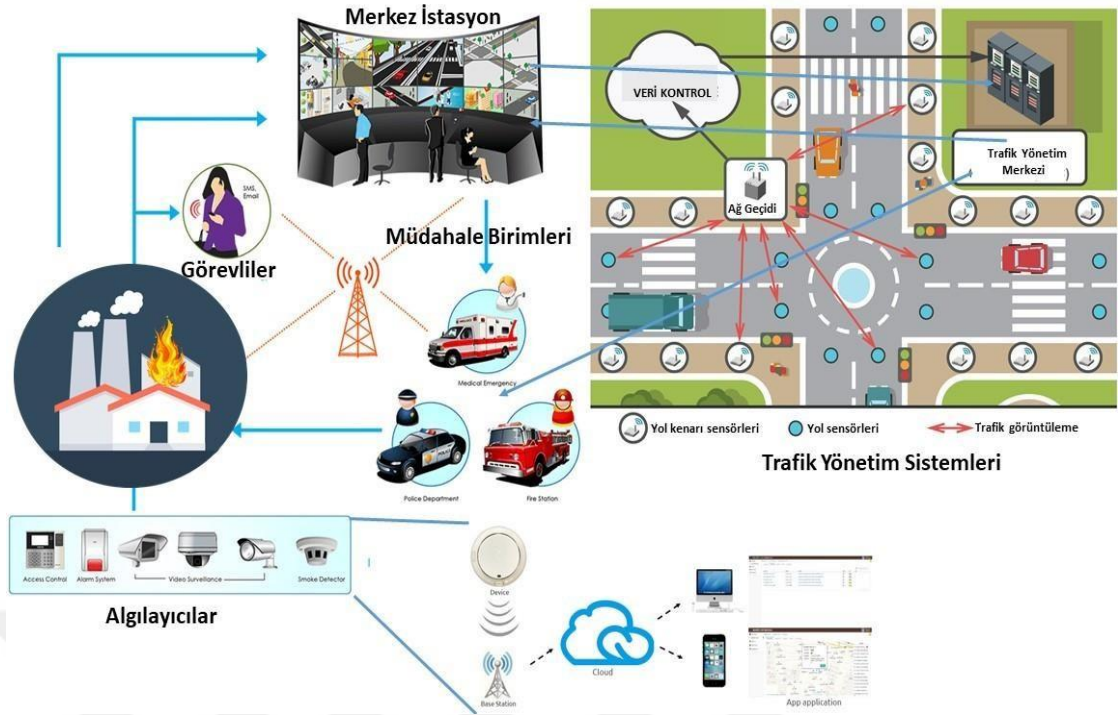 Merkez İstasyon
SMS,
Email
Görevliler
Müdahale Birimleri
Medical Emergency
Police Department
Fire Station
VERİ KONTROL
Ağ Geçidi
Trafik Yönetim
Merkezi )
Yol kenarı sensörleri
Yol sensörleri
Trafik görüntüleme
Trafik Yönetim Sistemleri
Access Control
Alarm System
Video Surveillance
Smoke Detector
Algılayıcılar
Device
Base Station
Cloud
App application